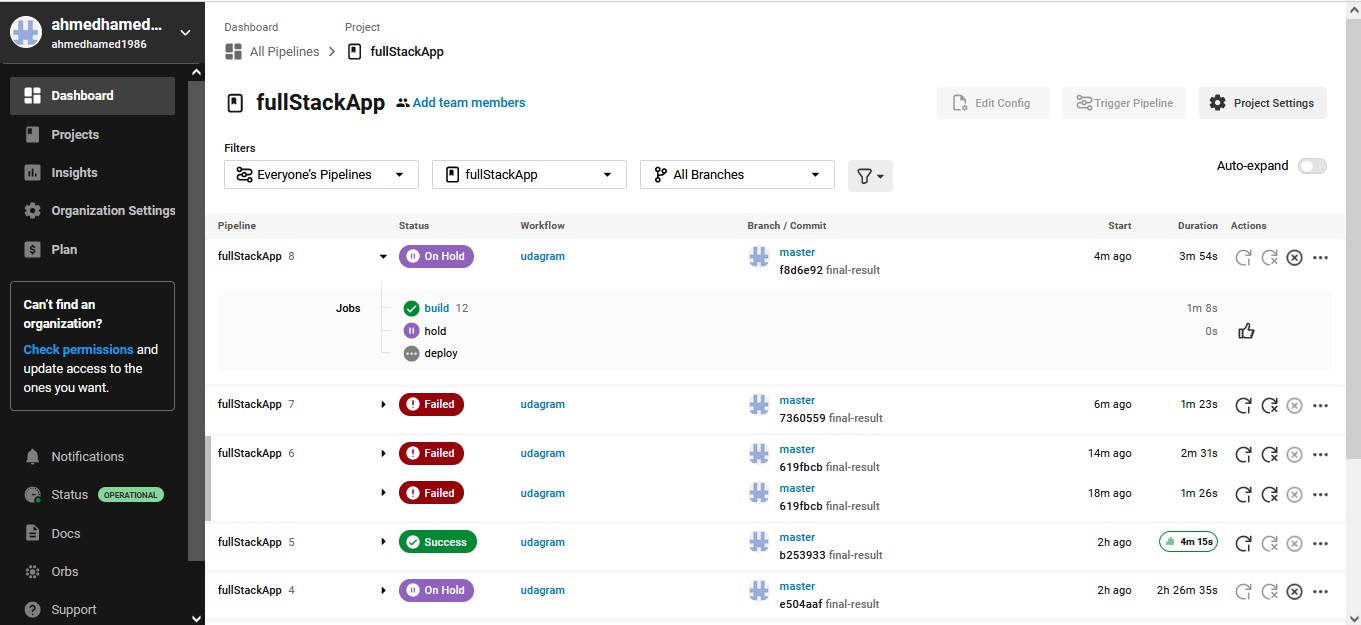 ahmedhamed...
ahmedhamed1986
Dashboard
Projects
Insights
Organization Settings
Plan
Can't find an
organization?
Check permissions and
update access to the
ones you want.
Notifications
Status OPERATIONAL
Docs
Orbs
Support
Dashboard Project
All Pipelines > fullStackApp
fullStackApp Add team members
Edit Config Trigger Pipeline Project Settings
Filters
Everyone's Pipelines fullStackApp All Branches
Auto-expand
Pipeline Status Workflow Branch / Commit Start Duration Actions
fullStackApp 8 On Hold udagram master 4m ago 3m 54s
f8d6e92 final-result
Jobs build 12 1m 8s
hold 0s
deploy
fullStackApp 7 Failed udagram master 6m ago 1m 23s
7360559 final-result
fullStackApp 6 Failed udagram master 14m ago 2m 31s
619fbcb final-result
Failed udagram master 18m ago 1m 26s
619fbcb final-result
fullStackApp 5 Success udagram master 2h ago 4m 15s
b253933 final-result
fullStackApp 4 On Hold udagram master 2h ago 2h 26m 35s
e504aaf final-result